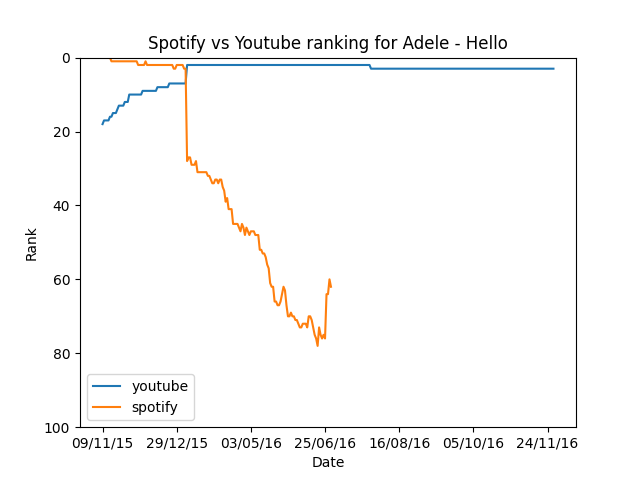 Spotify vs Youtube ranking for Adele - Hello
0
20
40
60
80
100
Rank
youtube
spotify
09/11/15 29/12/15 03/05/16 25/06/16 16/08/16 05/10/16 24/11/16
Date